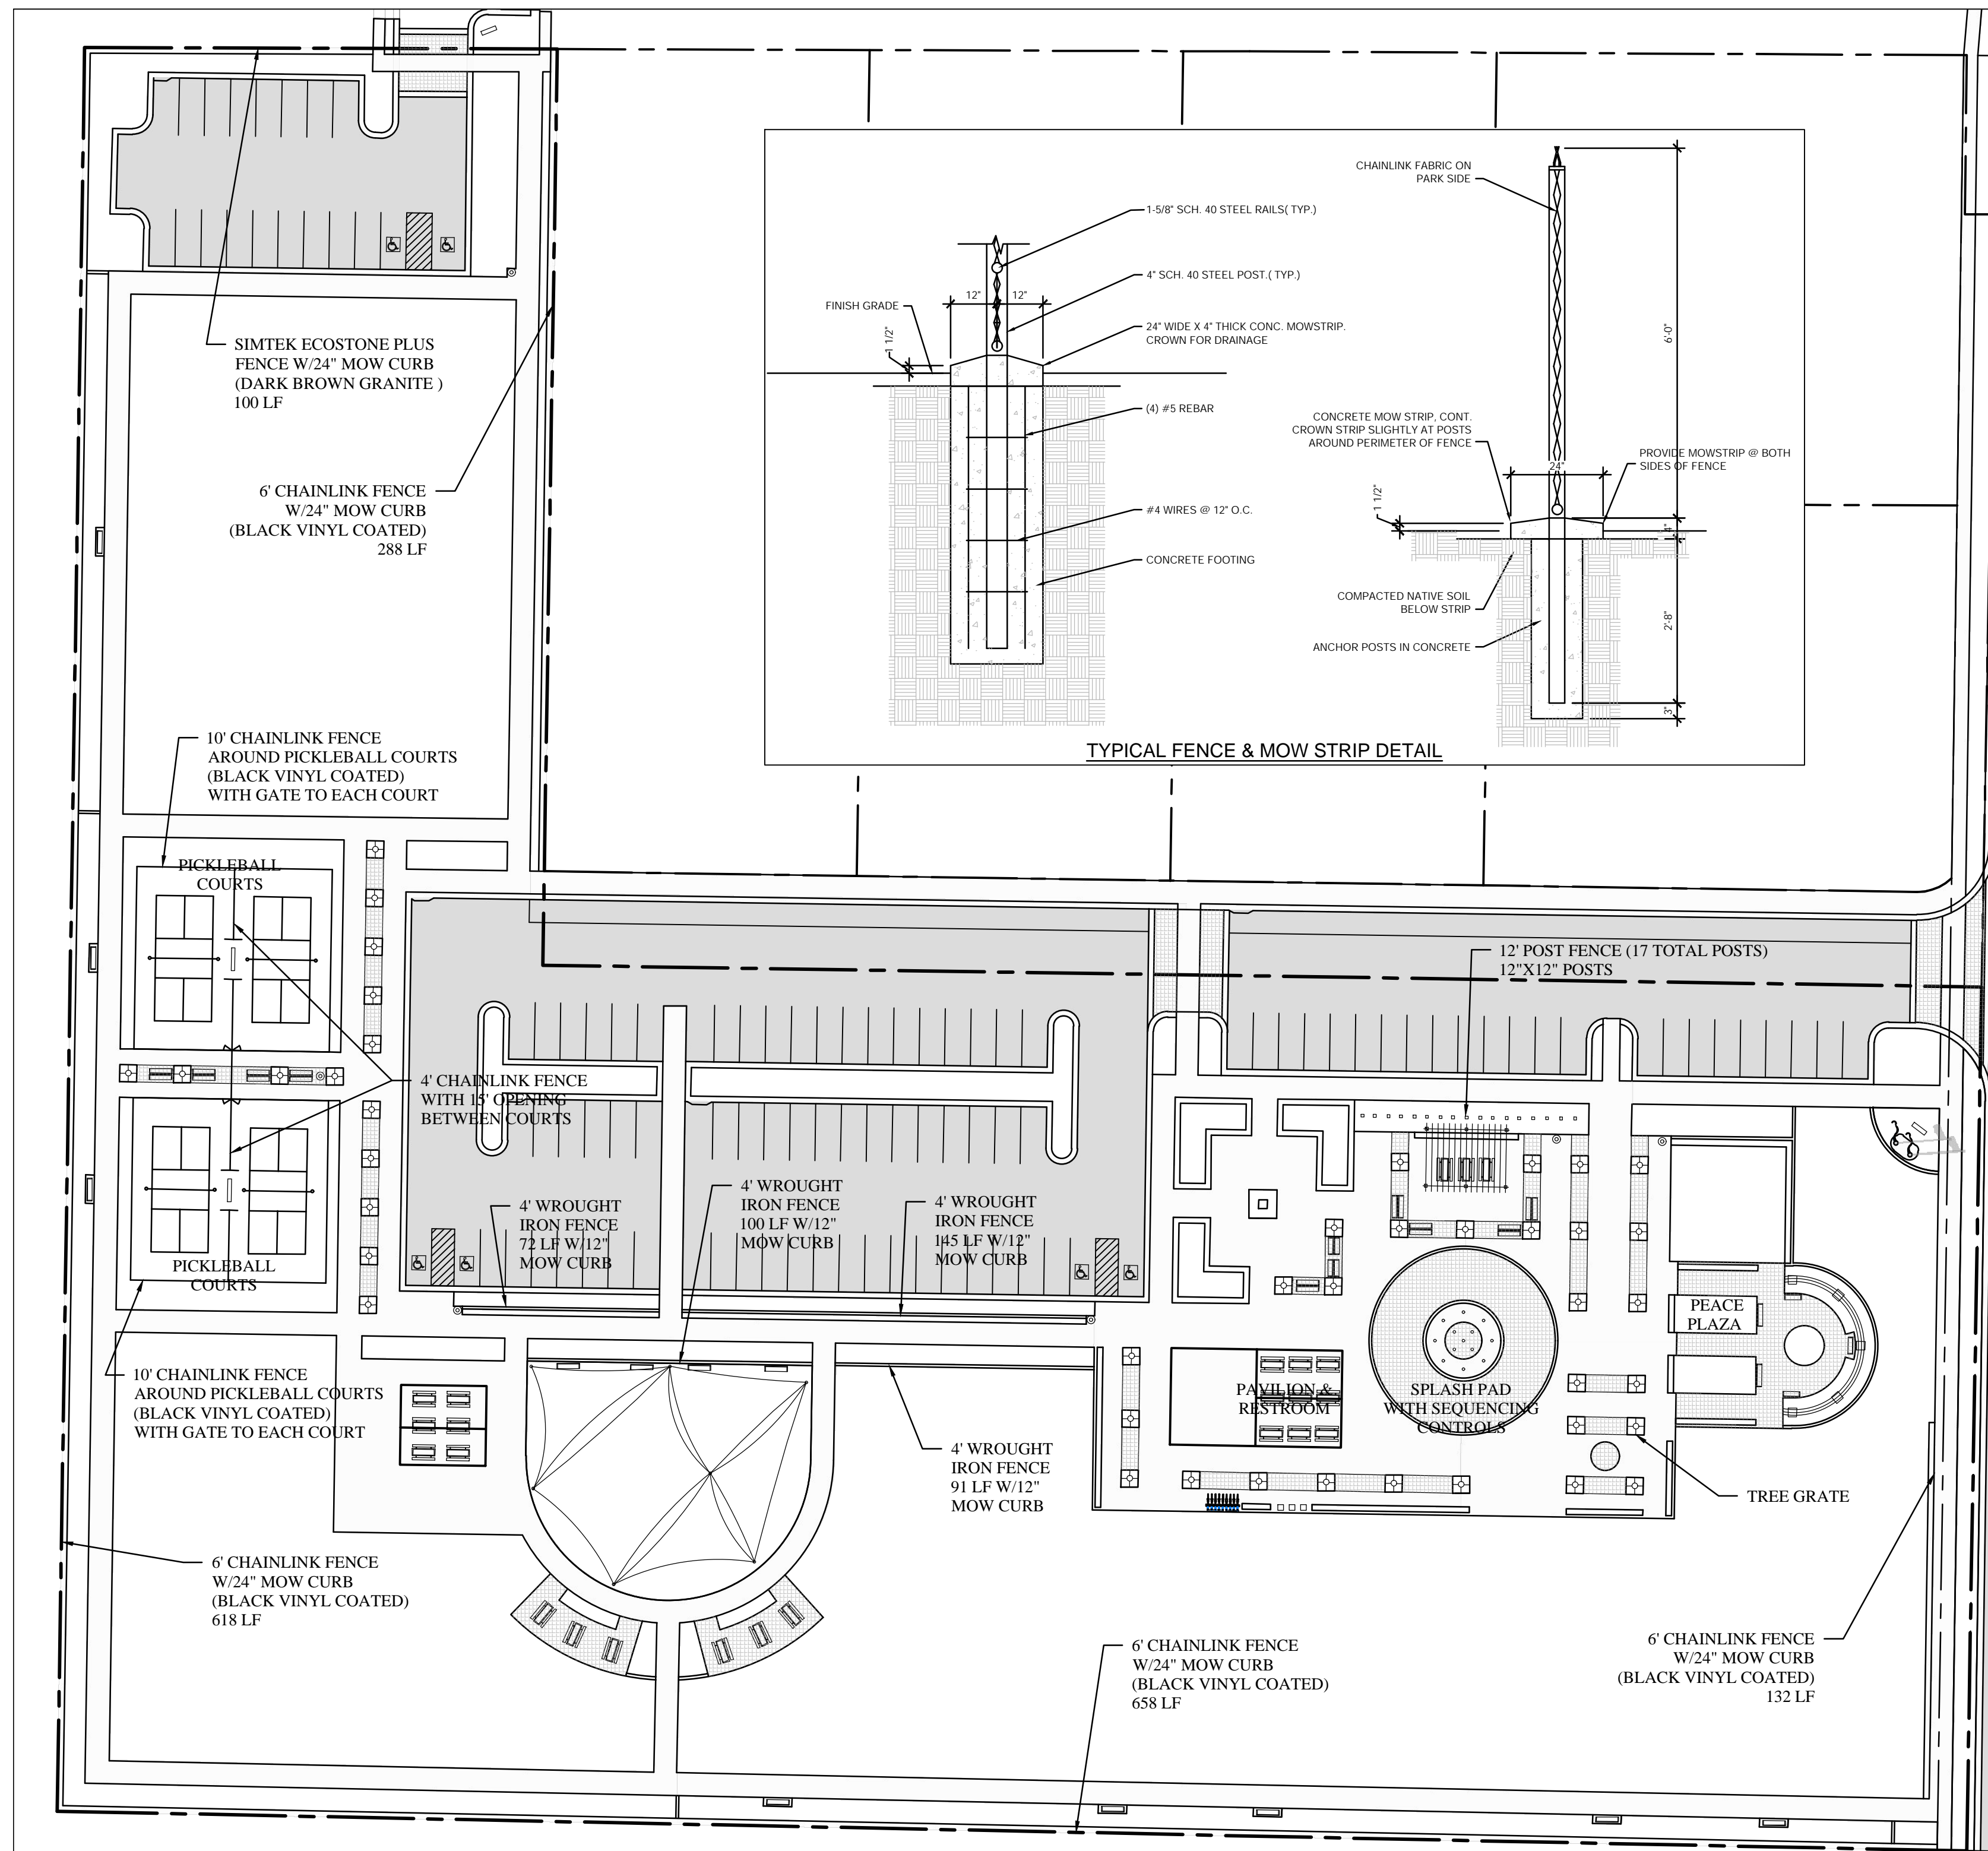 CHAINLINK FABRIC ON
PARK SIDE
1-5/8" SCH. 40 STEEL RAILS( TYP.)
4" SCH. 40 STEEL POST.( TYP.)
FINISH GRADE
12"
12"
1 1/2"
24" WIDE X 4" THICK CONC. MOWSTRIP.
CROWN FOR DRAINAGE
6'-0"
(4) #5 REBAR
CONCRETE MOW STRIP, CONT.
CROWN STRIP SLIGHTLY AT POSTS
AROUND PERIMETER OF FENCE
24"
PROVIDE MOWSTRIP @ BOTH
SIDES OF FENCE
1 1/2"
4"
#4 WIRES @ 12" O.C.
CONCRETE FOOTING
COMPACTED NATIVE SOIL
BELOW STRIP
2'-8"
ANCHOR POSTS IN CONCRETE
3"
TYPICAL FENCE & MOW STRIP DETAIL
SIMTEK ECOSTONE PLUS
FENCE W/24" MOW CURB
(DARK BROWN GRANITE )
100 LF
6' CHAINLINK FENCE
W/24" MOW CURB
(BLACK VINYL COATED)
288 LF
10' CHAINLINK FENCE
AROUND PICKLEBALL COURTS
(BLACK VINYL COATED)
WITH GATE TO EACH COURT
PICKLEBALL
COURTS
12' POST FENCE (17 TOTAL POSTS)
12"X12" POSTS
4' CHAINLINK FENCE
WITH 15' OPENING
BETWEEN COURTS
4' WROUGHT
IRON FENCE
72 LF W/12"
MOW CURB
4' WROUGHT
IRON FENCE
100 LF W/12"
MOW CURB
4' WROUGHT
IRON FENCE
145 LF W/12"
MOW CURB
PICKLEBALL
COURTS
PEACE
PLAZA
10' CHAINLINK FENCE
AROUND PICKLEBALL COURTS
(BLACK VINYL COATED)
WITH GATE TO EACH COURT
PAVILION &
RESTROOM
SPLASH PAD
WITH SEQUENCING
CONTROLS
4' WROUGHT
IRON FENCE
91 LF W/12"
MOW CURB
TREE GRATE
6' CHAINLINK FENCE
W/24" MOW CURB
(BLACK VINYL COATED)
618 LF
6' CHAINLINK FENCE
W/24" MOW CURB
(BLACK VINYL COATED)
658 LF
6' CHAINLINK FENCE
W/24" MOW CURB
(BLACK VINYL COATED)
132 LF